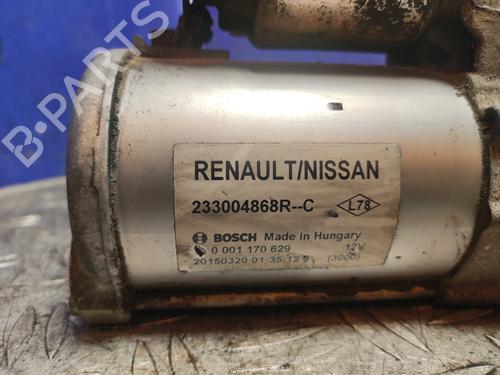 RENAULT/NISSAN
233004868R--C L78
BOSCH Made in Hungary
0 001 170 629 12V
20150320 01 35 12 (3000)
B-PARTS